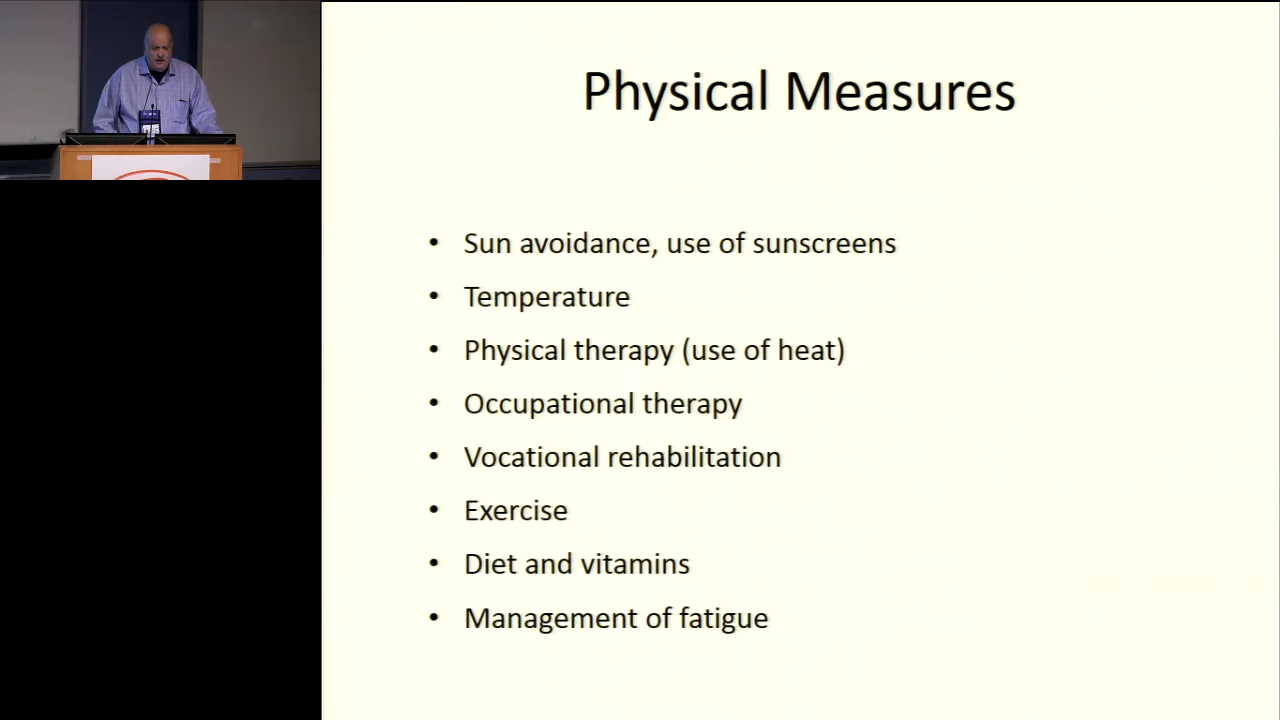 Physical Measures
• Sun avoidance, use of sunscreens
• Temperature
• Physical therapy (use of heat)
• Occupational therapy
• Vocational rehabilitation
• Exercise
• Diet and vitamins
• Management of fatigue